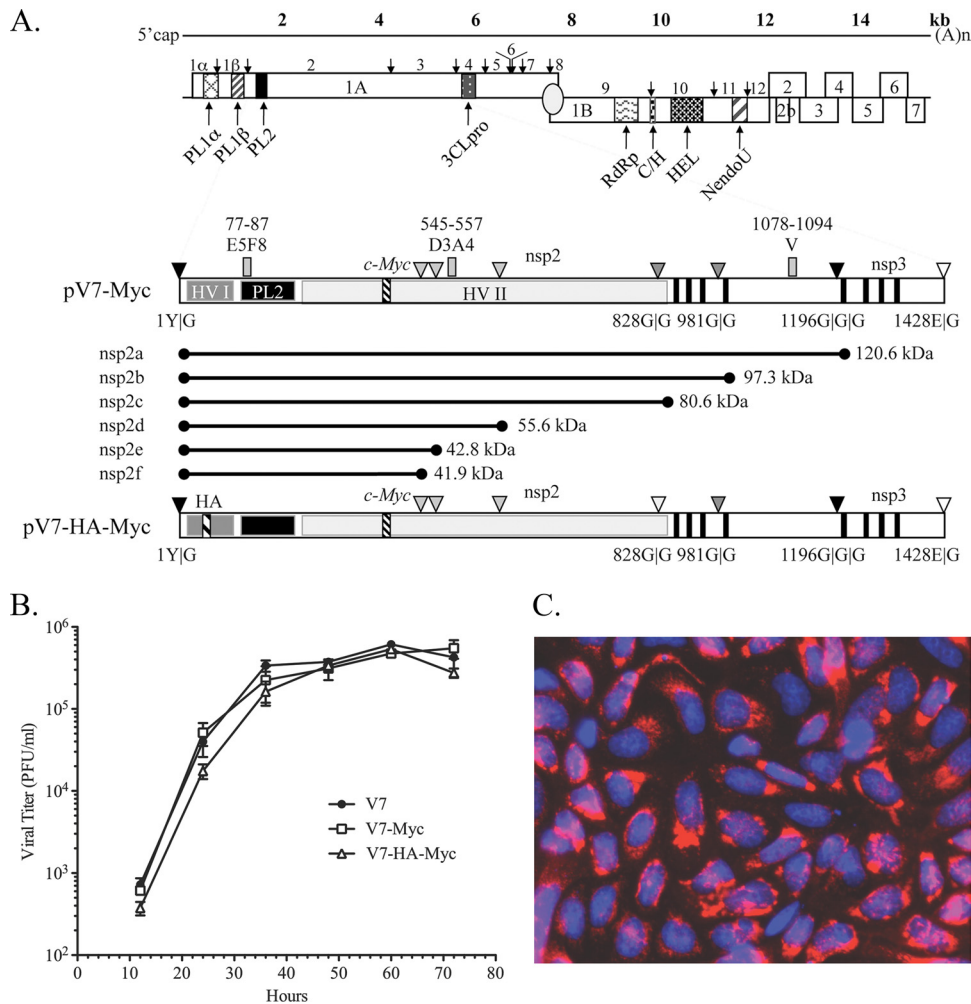 A.
2 4 6 8 10 12 14 kb
5'cap (A)n
6
1α 1β 2 3 4 5 7 8
1A
9 10 11 12 2 4 6
1B 2b 3 5 7
PL1α PL1β PL2 3CLpro RdRp C/H HEL NendoU
77-87 545-557 1078-1094
E5F8 D3A4 V
c-Myc nsp2 nsp3
pV7-Myc HV I PL2 HV II
1Y|G 828G|G 981G|G 1196G|G|G 1428E|G
nsp2a 120.6 kDa
nsp2b 97.3 kDa
nsp2c 80.6 kDa
nsp2d 55.6 kDa
nsp2e 42.8 kDa
nsp2f 41.9 kDa
HA c-Myc nsp2 nsp3
pV7-HA-Myc
1Y|G 828G|G 981G|G 1196G|G|G 1428E|G
B.
10⁶
10⁵
10⁴
10³
10²
Viral Titer (PFU/ml)
V7
V7-Myc
V7-HA-Myc
0 10 20 30 40 50 60 70 80
Hours
C.